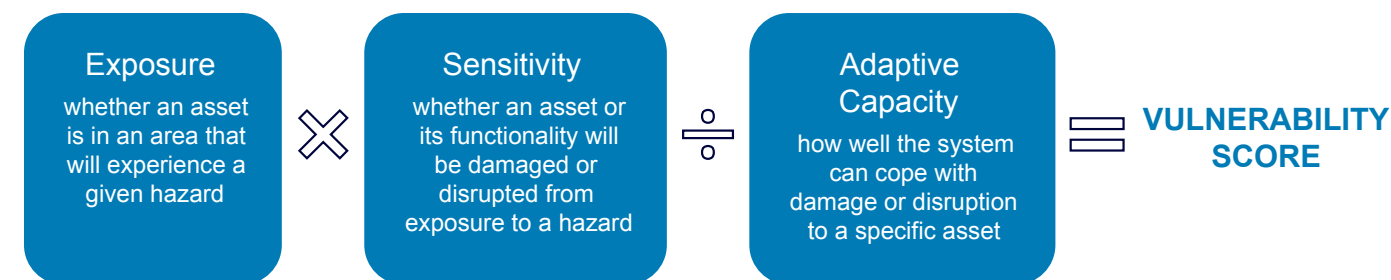 Exposure
whether an asset
is in an area that
will experience a
given hazard
×
Sensitivity
whether an asset or
its functionality will
be damaged or
disrupted from
exposure to a hazard
÷
Adaptive
Capacity
how well the system
can cope with
damage or disruption
to a specific asset
=
VULNERABILITY
SCORE